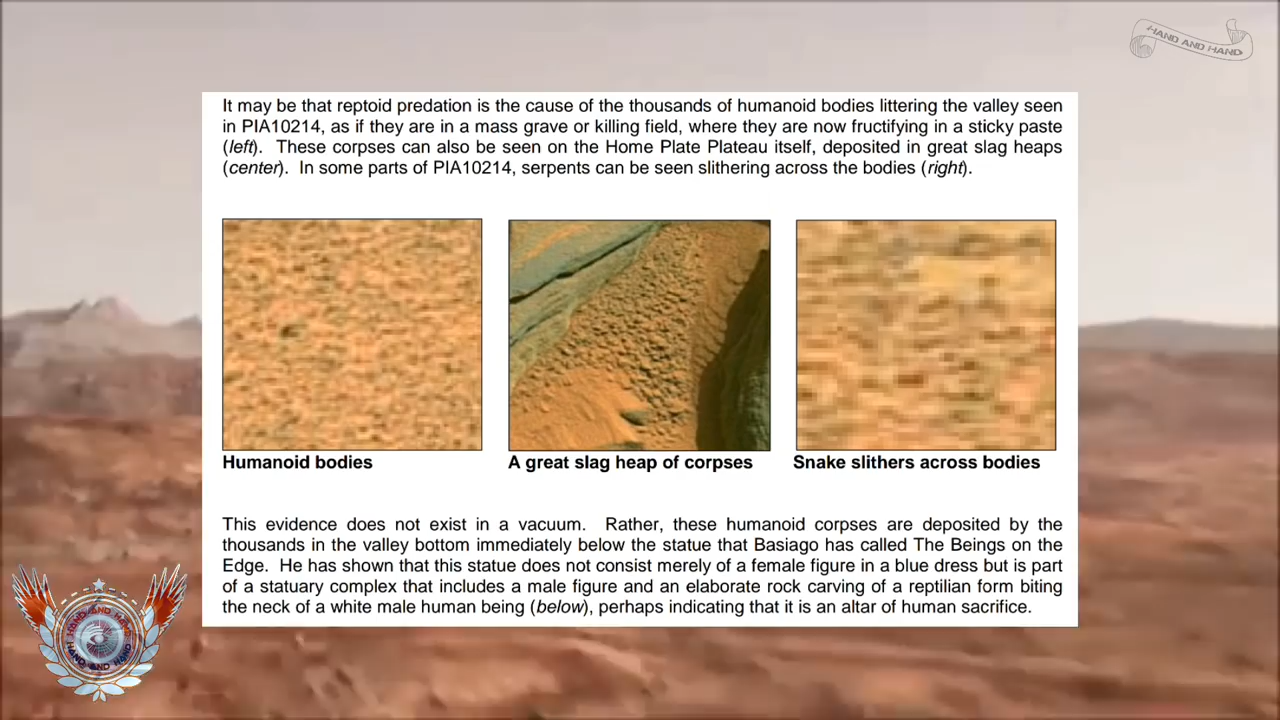 HAND AND HAND
It may be that reptoid predation is the cause of the thousands of humanoid bodies littering the valley seen
in PIA10214, as if they are in a mass grave or killing field, where they are now fructifying in a sticky paste
(left). These corpses can also be seen on the Home Plate Plateau itself, deposited in great slag heaps
(center). In some parts of PIA10214, serpents can be seen slithering across the bodies (right).
Humanoid bodies
A great slag heap of corpses
Snake slithers across bodies
This evidence does not exist in a vacuum. Rather, these humanoid corpses are deposited by the
thousands in the valley bottom immediately below the statue that Basiago has called The Beings on the
Edge. He has shown that this statue does not consist merely of a female figure in a blue dress but is part
of a statuary complex that includes a male figure and an elaborate rock carving of a reptilian form biting
the neck of a white male human being (below), perhaps indicating that it is an altar of human sacrifice.
HAND AND HAND
HAND AND HAND